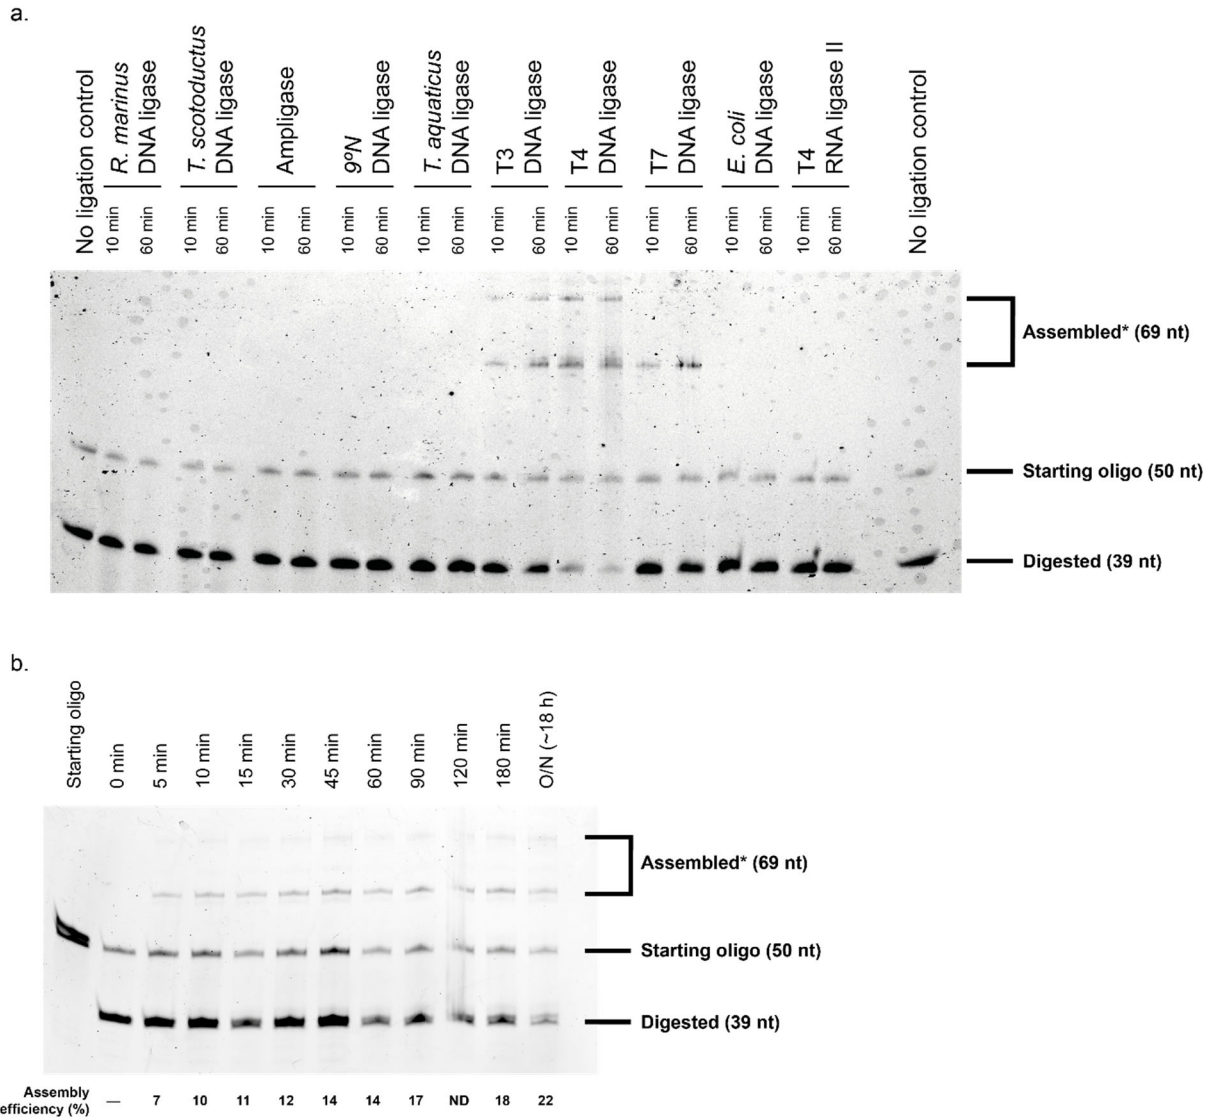 a.
No ligation control
R. marinus
DNA ligase
T. scotoductus
DNA ligase
Ampligase
9°N
DNA ligase
T. aquaticus
DNA ligase
T3
DNA ligase
T4
DNA ligase
T7
DNA ligase
E. coli
DNA ligase
T4
RNA ligase II
No ligation control
10 min 60 min 10 min 60 min 10 min 60 min 10 min 60 min 10 min 60 min 10 min 60 min 10 min 60 min 10 min 60 min 10 min 60 min 10 min 60 min
Assembled* (69 nt)
Starting oligo (50 nt)
Digested (39 nt)
b.
Starting oligo
0 min
5 min
10 min
15 min
30 min
45 min
60 min
90 min
120 min
180 min
O/N (~18 h)
Assembled* (69 nt)
Starting oligo (50 nt)
Digested (39 nt)
Assembly
efficiency (%) — 7 10 11 12 14 14 17 ND 18 22